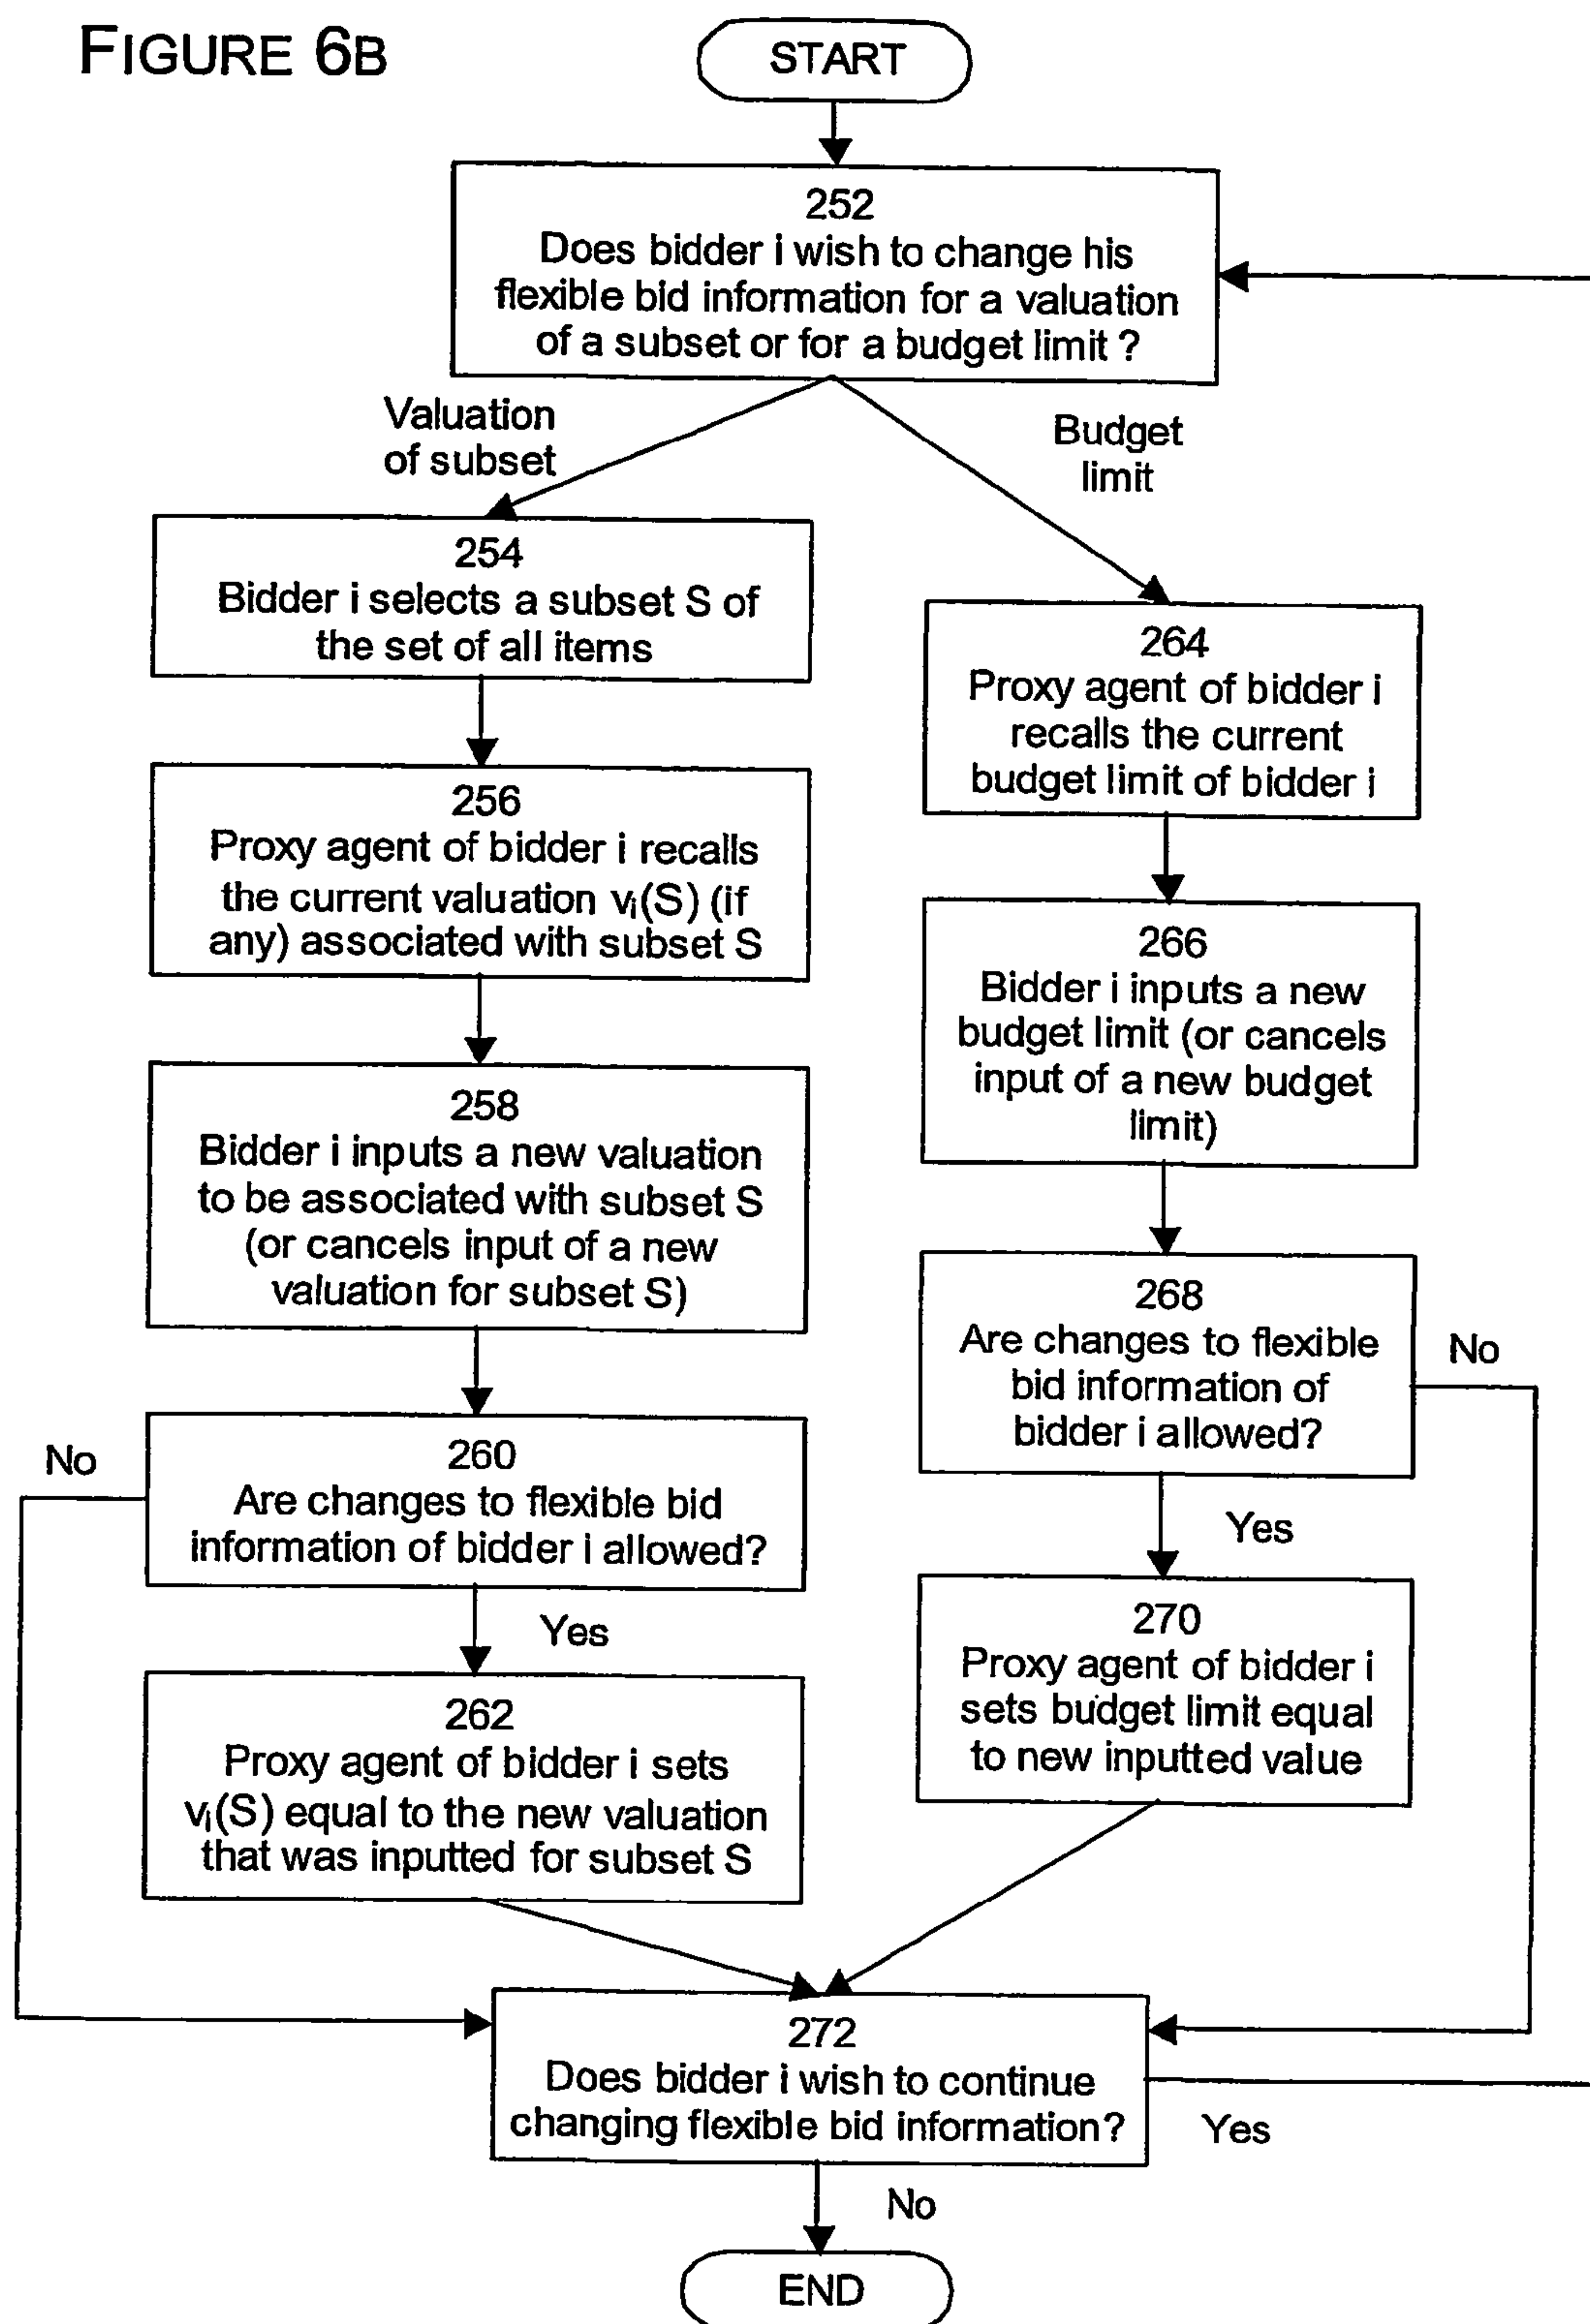 FIGURE 6B
START
252
Does bidder i wish to change his
flexible bid information for a valuation
of a subset or for a budget limit ?
Valuation
of subset
Budget
limit
254
Bidder i selects a subset S of
the set of all items
264
Proxy agent of bidder i
recalls the current
budget limit of bidder i
256
Proxy agent of bidder i recalls
the current valuation vi(S) (if
any) associated with subset S
266
Bidder i inputs a new
budget limit (or cancels
input of a new budget
limit)
258
Bidder i inputs a new valuation
to be associated with subset S
(or cancels input of a new
valuation for subset S)
268
Are changes to flexible
bid information of
bidder i allowed?
No
No
260
Are changes to flexible bid
information of bidder i allowed?
Yes
Yes
270
Proxy agent of bidder i
sets budget limit equal
to new inputted value
262
Proxy agent of bidder i sets
vi(S) equal to the new valuation
that was inputted for subset S
272
Does bidder i wish to continue
changing flexible bid information?
Yes
No
END